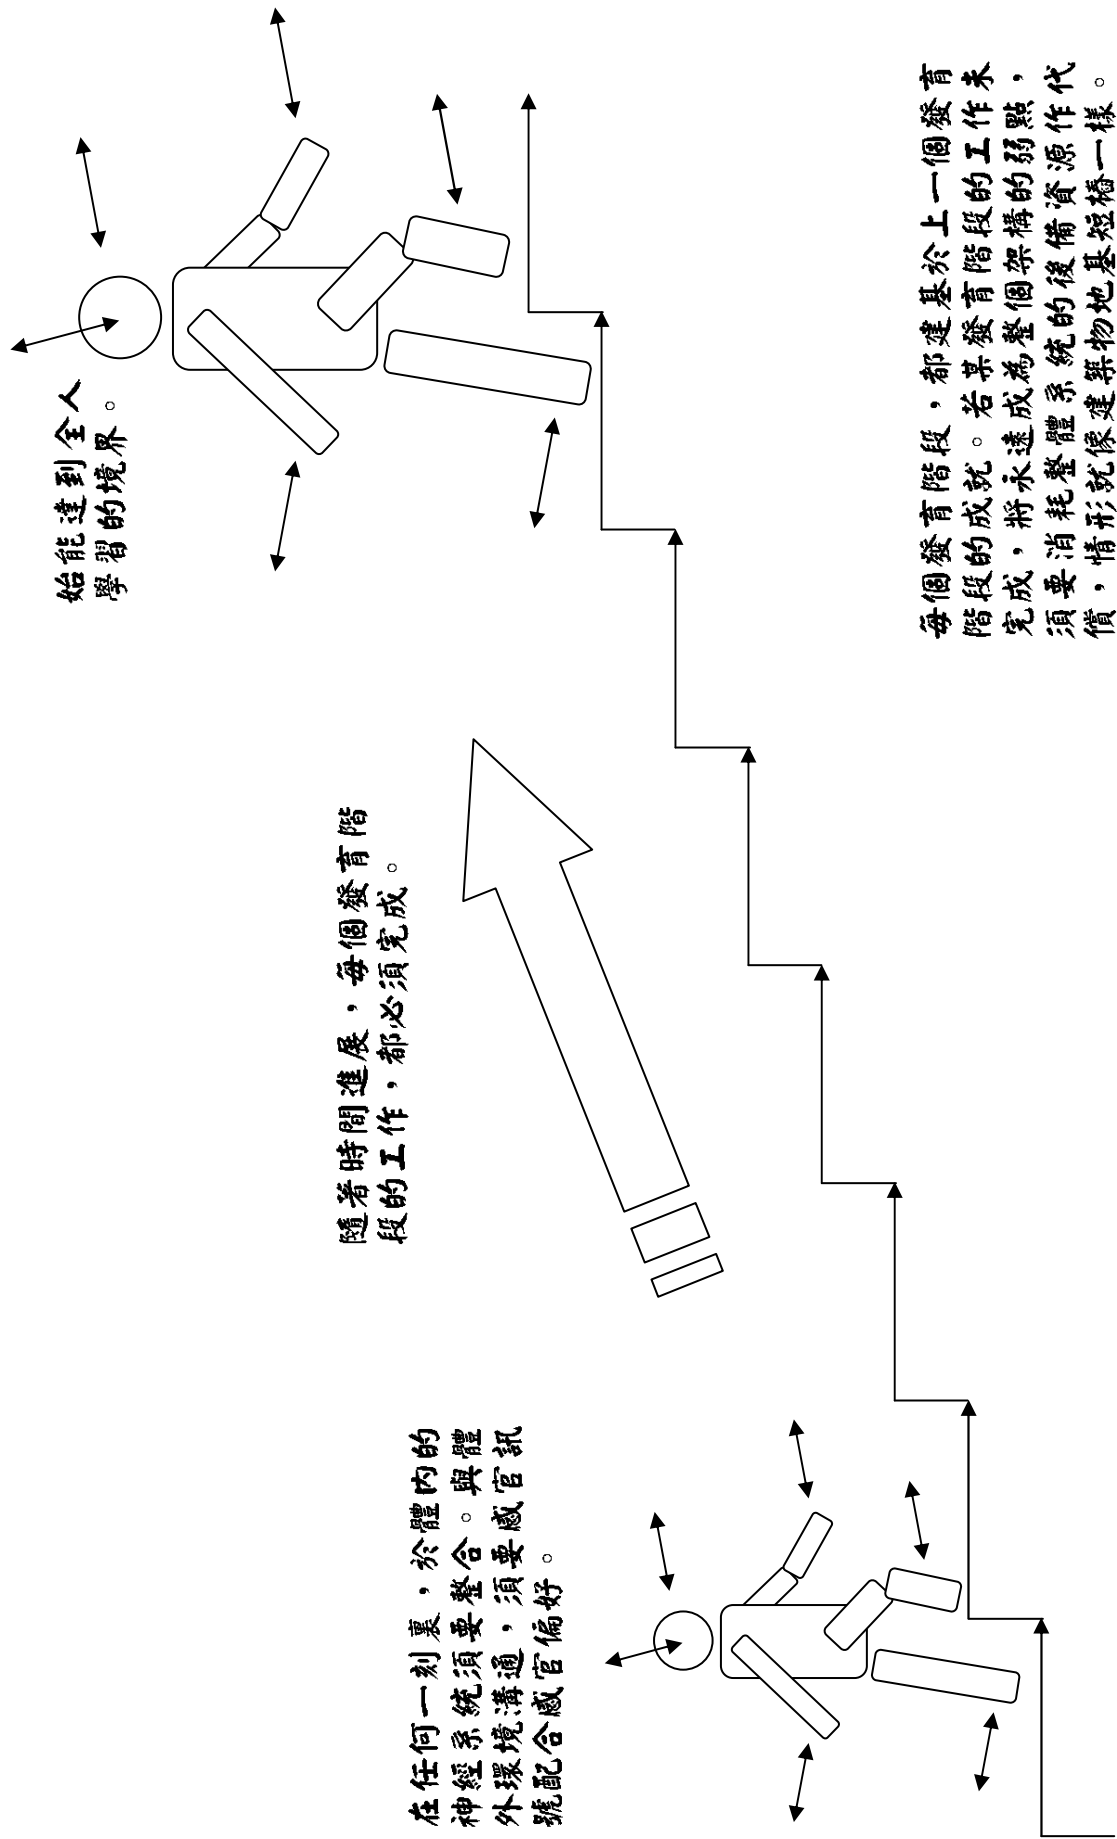 在任何一刻裏，於體內的
神經系統須要整合。與體
外環境溝通，須要感官訊
號配合感官偏好。
隨著時間進展，每個發育階
段的工作，都必須完成。
始能達到全人
學習的境界。
每個發育階段，都建基於上一個發育
階段的成就。若某發育階段的工作未
完成，將永遠成為整個架構的弱點，
須要消耗整體系統的後備資源作代
償，情形就像建築物地基短樁一樣。